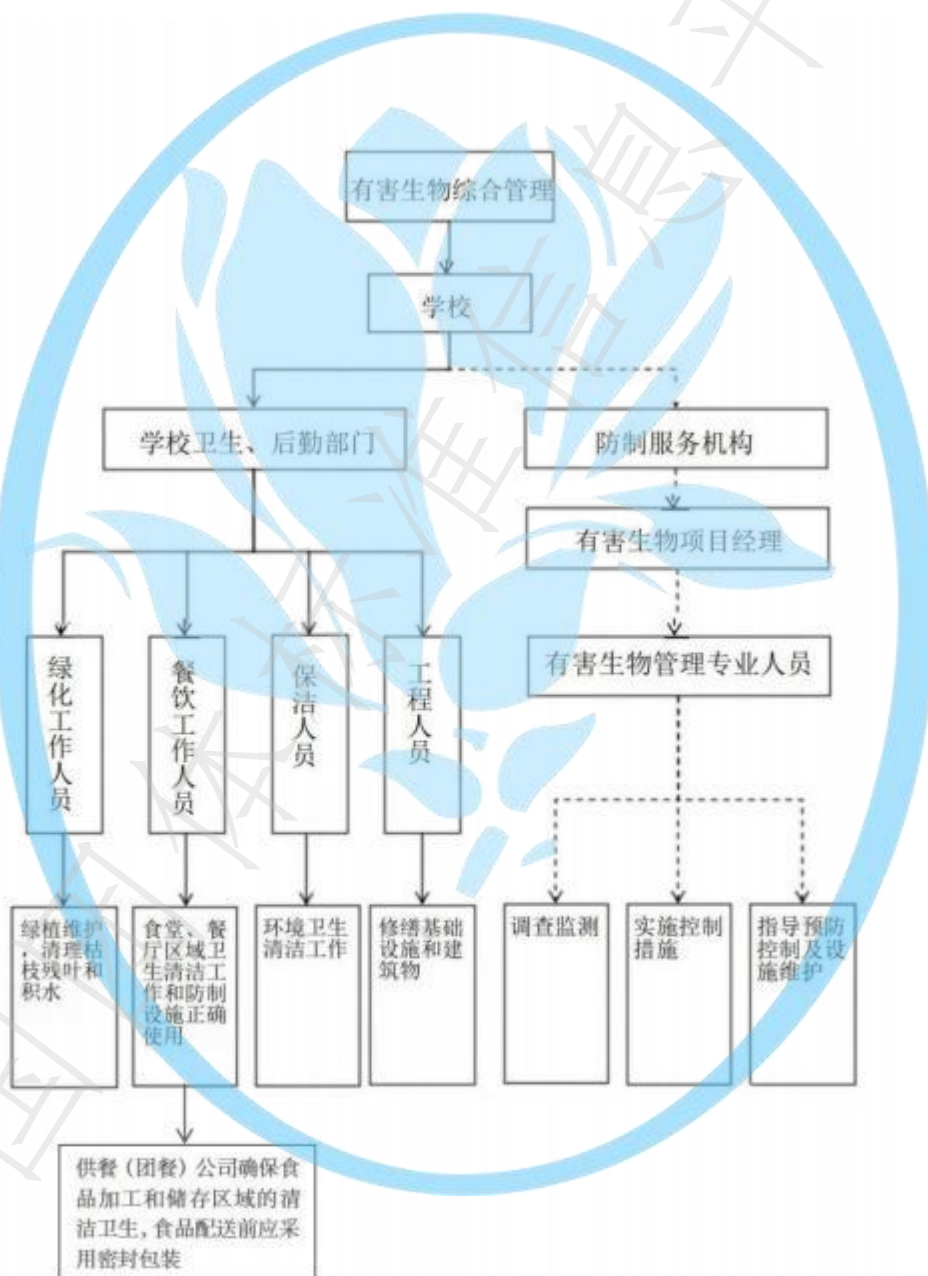 有害生物综合管理
学校
学校卫生、后勤部门
防制服务机构
有害生物项目经理
有害生物管理专业人员
绿化工作人员
餐饮工作人员
保洁人员
工程人员
绿植维护
，清理枯
枝残叶和
积水
食堂、餐
厅区域卫
生清洁工
作和防制
设施正确
使用
环境卫生
清洁工作
修缮基础
设施和建
筑物
调查监测
实施控制
措施
指导预防
控制及设
施维护
供餐（团餐）公司确保食
品加工和储存区域的清
洁卫生，食品配送前应采
用密封包装
团体标准信息平